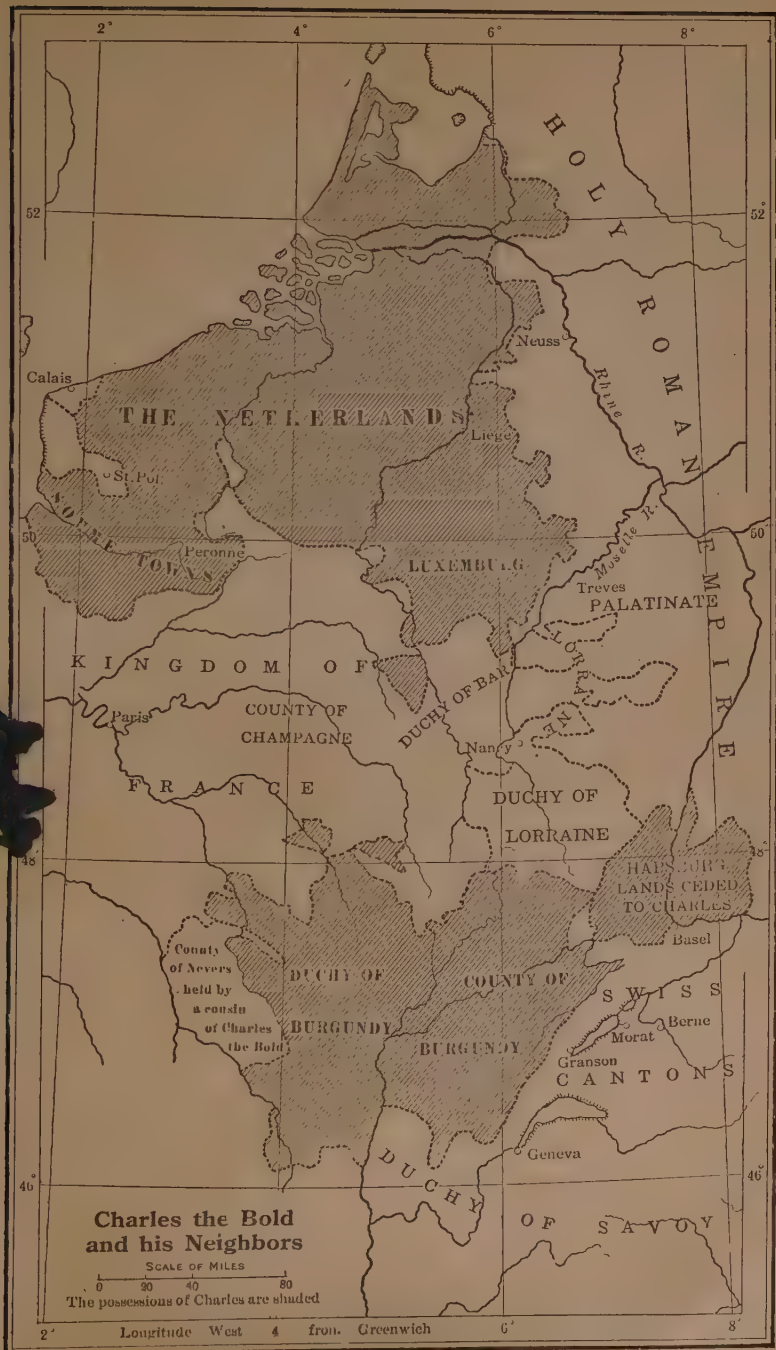 2°
4°
6°
8°
HOLY
ROMAN
EMPIRE
52°
52°
Neuss
Rhine R.
Calais
THE NETLERLANDS
Liege
St. Pol
SOMME TOWNS
50°
50°
Peronne
LUXEMBURG
Moselle R.
Treves
PALATINATE
LORRAINE
KINGDOM OF
DUCHY OF BAR
COUNTY OF
CHAMPAGNE
Paris
Nancy
FRANCE
DUCHY OF
LORRAINE
48°
48°
HAPSBURG
LANDS CEDED
TO CHARLES
Basel
County
of Nevers
held by
a cousin
of Charles
the Bold
DUCHY OF
BURGUNDY
COUNTY OF
BURGUNDY
SWISS
Berne
Morat
Granson
CANTONS
Geneva
46°
46°
DUCHY
OF SAVOY
Charles the Bold
and his Neighbors
SCALE OF MILES
0 20 40 80
The possessions of Charles are shaded
2° Longitude West 4 from Greenwich 6° 8°